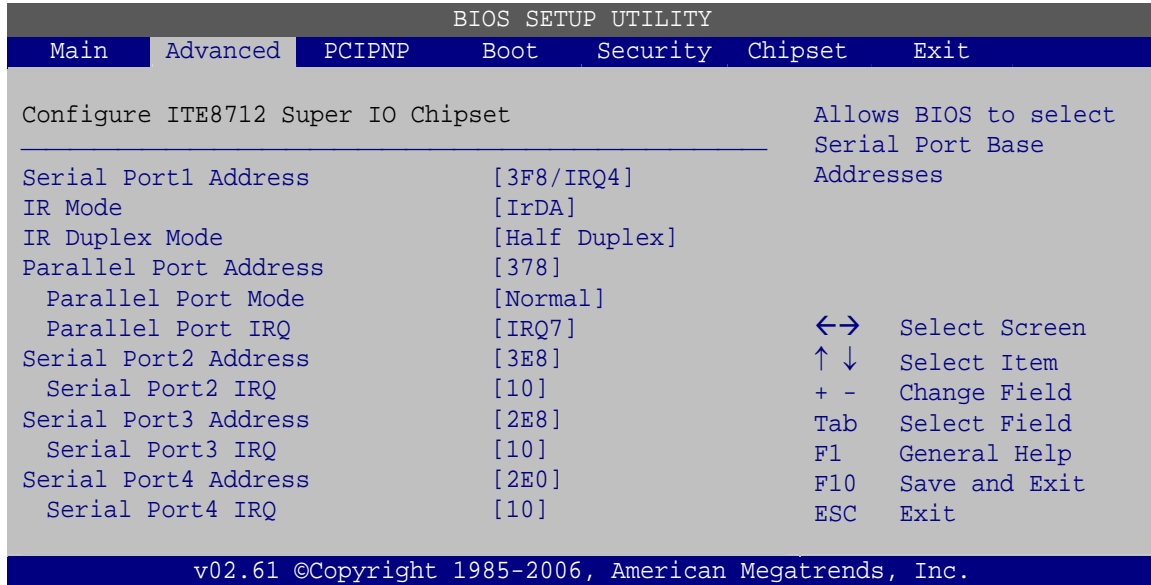 BIOS SETUP UTILITY
Main Advanced PCIPNP Boot Security Chipset Exit
Configure ITE8712 Super IO Chipset
Serial Port1 Address [3F8/IRQ4]
IR Mode [IrDA]
IR Duplex Mode [Half Duplex]
Parallel Port Address [378]
Parallel Port Mode [Normal]
Parallel Port IRQ [IRQ7]
Serial Port2 Address [3E8]
Serial Port2 IRQ [10]
Serial Port3 Address [2E8]
Serial Port3 IRQ [10]
Serial Port4 Address [2E0]
Serial Port4 IRQ [10]
Allows BIOS to select
Serial Port Base
Addresses
←→ Select Screen
↑ ↓ Select Item
+ - Change Field
Tab Select Field
F1 General Help
F10 Save and Exit
ESC Exit
v02.61 ©Copyright 1985-2006, American Megatrends, Inc.